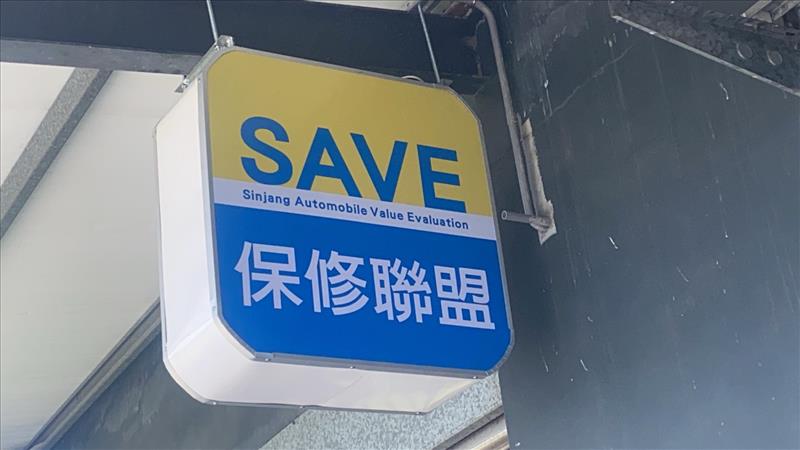 SAVE
Sinjang Automobile Value Evaluation
保修聯盟